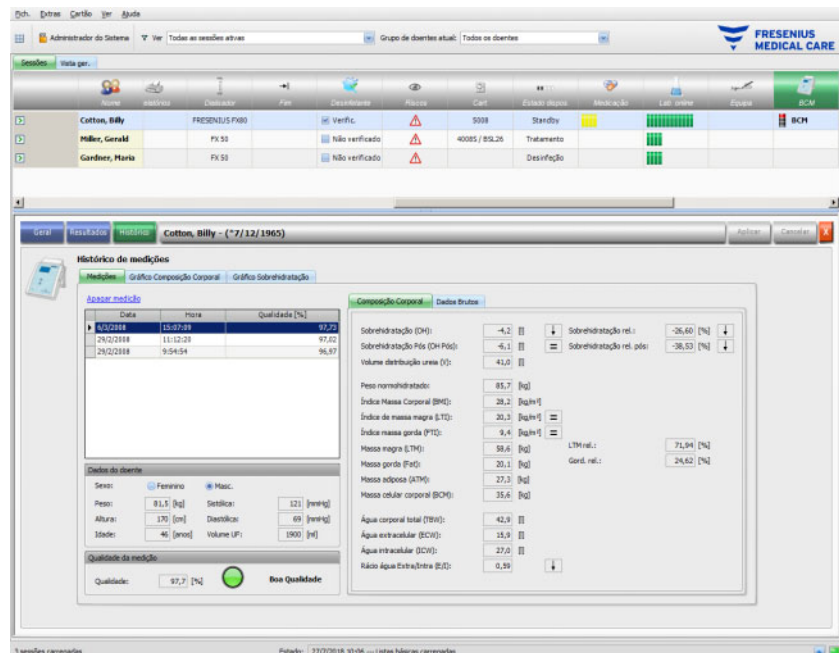 Fich. Extras Cartão Ver Ajuda
Administrador do Sistema Ver Todas as sessões ativas Grupo de doentes atual: Todos os doentes
FRESENIUS
MEDICAL CARE
Sessões Vista ger.
Nome Dialisador Fim Desinfetante Riscos Cart Estado dispos Medicação Lab. online Equipa BCM
Cotton, Billy FRESENIUS FX80 Verific. 5008 Standby BCM
Miller, Gerald FX 50 Não verificado 4008S / BSL26 Tratamento
Gardner, Maria FX 50 Não verificado Desinfeção
Geral Resultados Histórico Cotton, Billy - (*7/12/1965) Aplicar Cancelar X
Histórico de medições
Medições Gráfico Composição Corporal Gráfico Sobrehidratação
Apagar medição
Data Hora Qualidade [%]
6/3/2008 15:07:09 97,73
29/2/2008 11:12:20 97,02
29/2/2008 9:54:54 96,97
Dados do doente
Sexo: Feminino Masc.
Peso: 81,5 [kg] Sistólica: 121 [mmHg]
Altura: 170 [cm] Diastólica: 69 [mmHg]
Idade: 46 [anos] Volume UF: 1900 [ml]
Qualidade da medição
Qualidade: 97,7 [%] Boa Qualidade
Composição Corporal Dados Brutos
Sobrehidratação (OH): -4,2 [l] Sobrehidratação rel.: -26,60 [%]
Sobrehidratação Pós (OH Pós): -6,1 [l] = Sobrehidratação rel. pós: -38,53 [%]
Volume distribuição ureia (V): 41,0 [l]
Peso normohidratado: 85,7 [kg]
Índice Massa Corporal (BMI): 28,2 [kg/m²]
Índice de massa magra (LTI): 20,3 [kg/m²] =
Índice massa gorda (FTI): 9,4 [kg/m²] =
Massa magra (LTM): 58,6 [kg] LTM rel.: 71,94 [%]
Massa gorda (Fat): 20,1 [kg] Gord. rel.: 24,62 [%]
Massa adiposa (ATM): 27,3 [kg]
Massa celular corporal (BCM): 35,6 [kg]
Água corporal total (TBW): 42,9 [l]
Água extracelular (ECW): 15,9 [l]
Água intracelular (ICW): 27,0 [l]
Rácio água Extra/Intra (E/I): 0,59
3 sessões carregadas Estado: 27/2/2018 10:06 --- Listas básicas carregadas